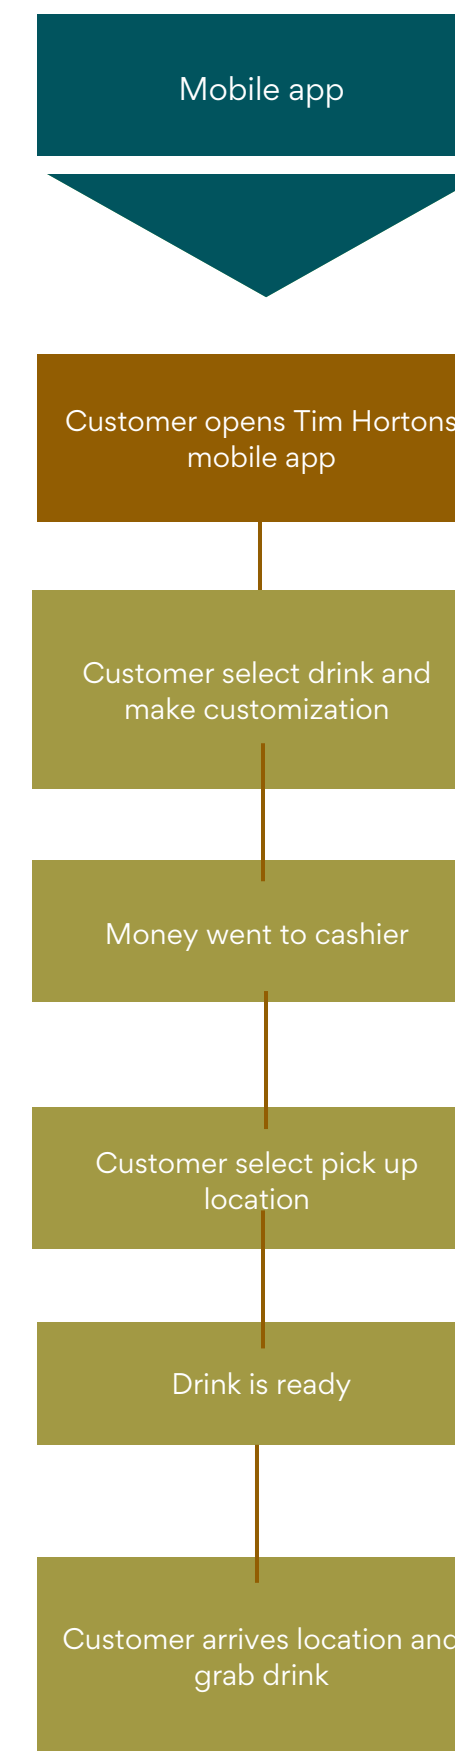 Mobile app
Customer opens Tim Hortons
mobile app
Customer select drink and
make customization
Money went to cashier
Customer select pick up
location
Drink is ready
Customer arrives location and
grab drink